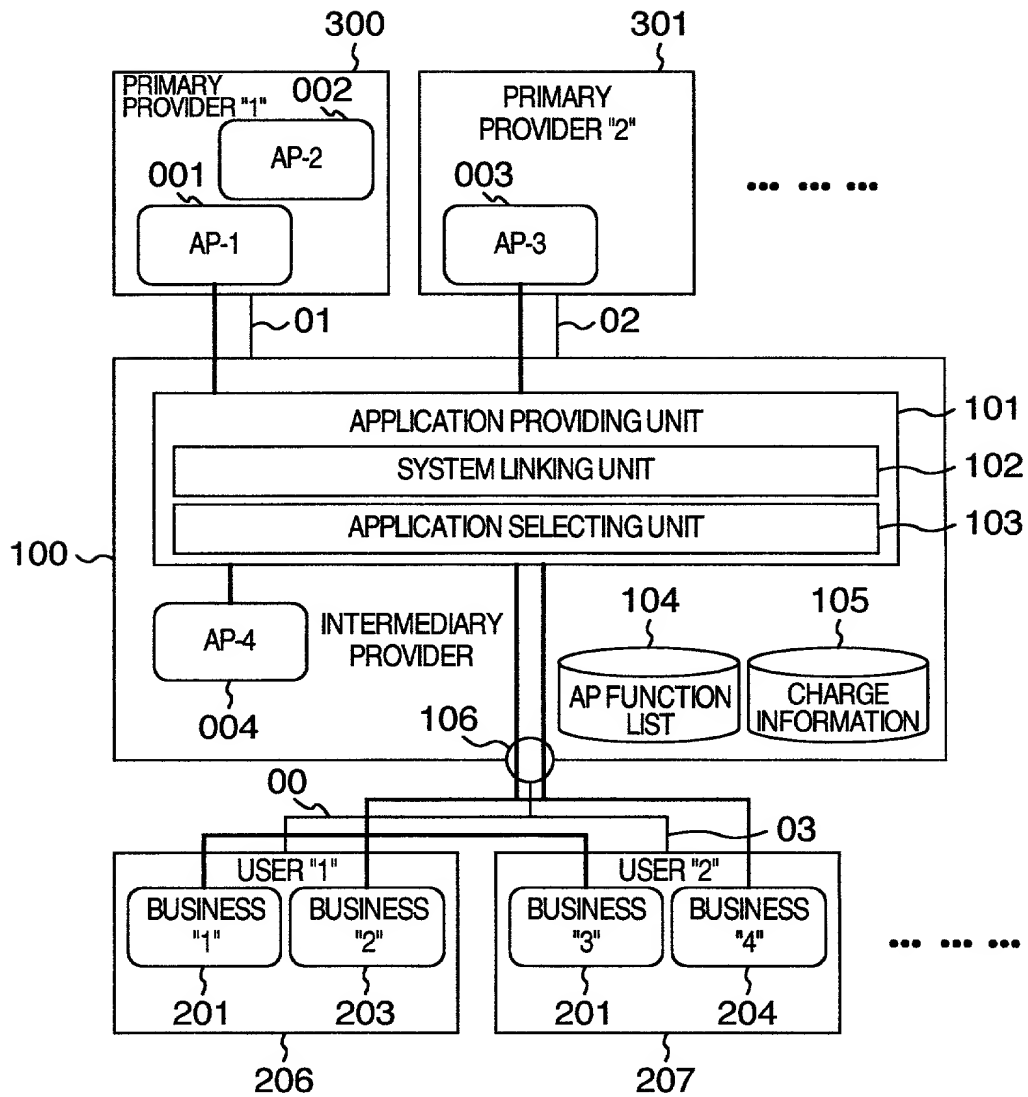 300
301
PRIMARY
PROVIDER "1"
002
AP-2
001
AP-1
PRIMARY
PROVIDER "2"
003
AP-3
... ... ...
01
02
APPLICATION PROVIDING UNIT
101
SYSTEM LINKING UNIT
102
APPLICATION SELECTING UNIT
103
100
AP-4
004
INTERMEDIARY
PROVIDER
104
AP FUNCTION
LIST
105
CHARGE
INFORMATION
106
00
03
USER "1"
BUSINESS
"1"
201
BUSINESS
"2"
203
206
USER "2"
BUSINESS
"3"
201
BUSINESS
"4"
204
207
... ... ...